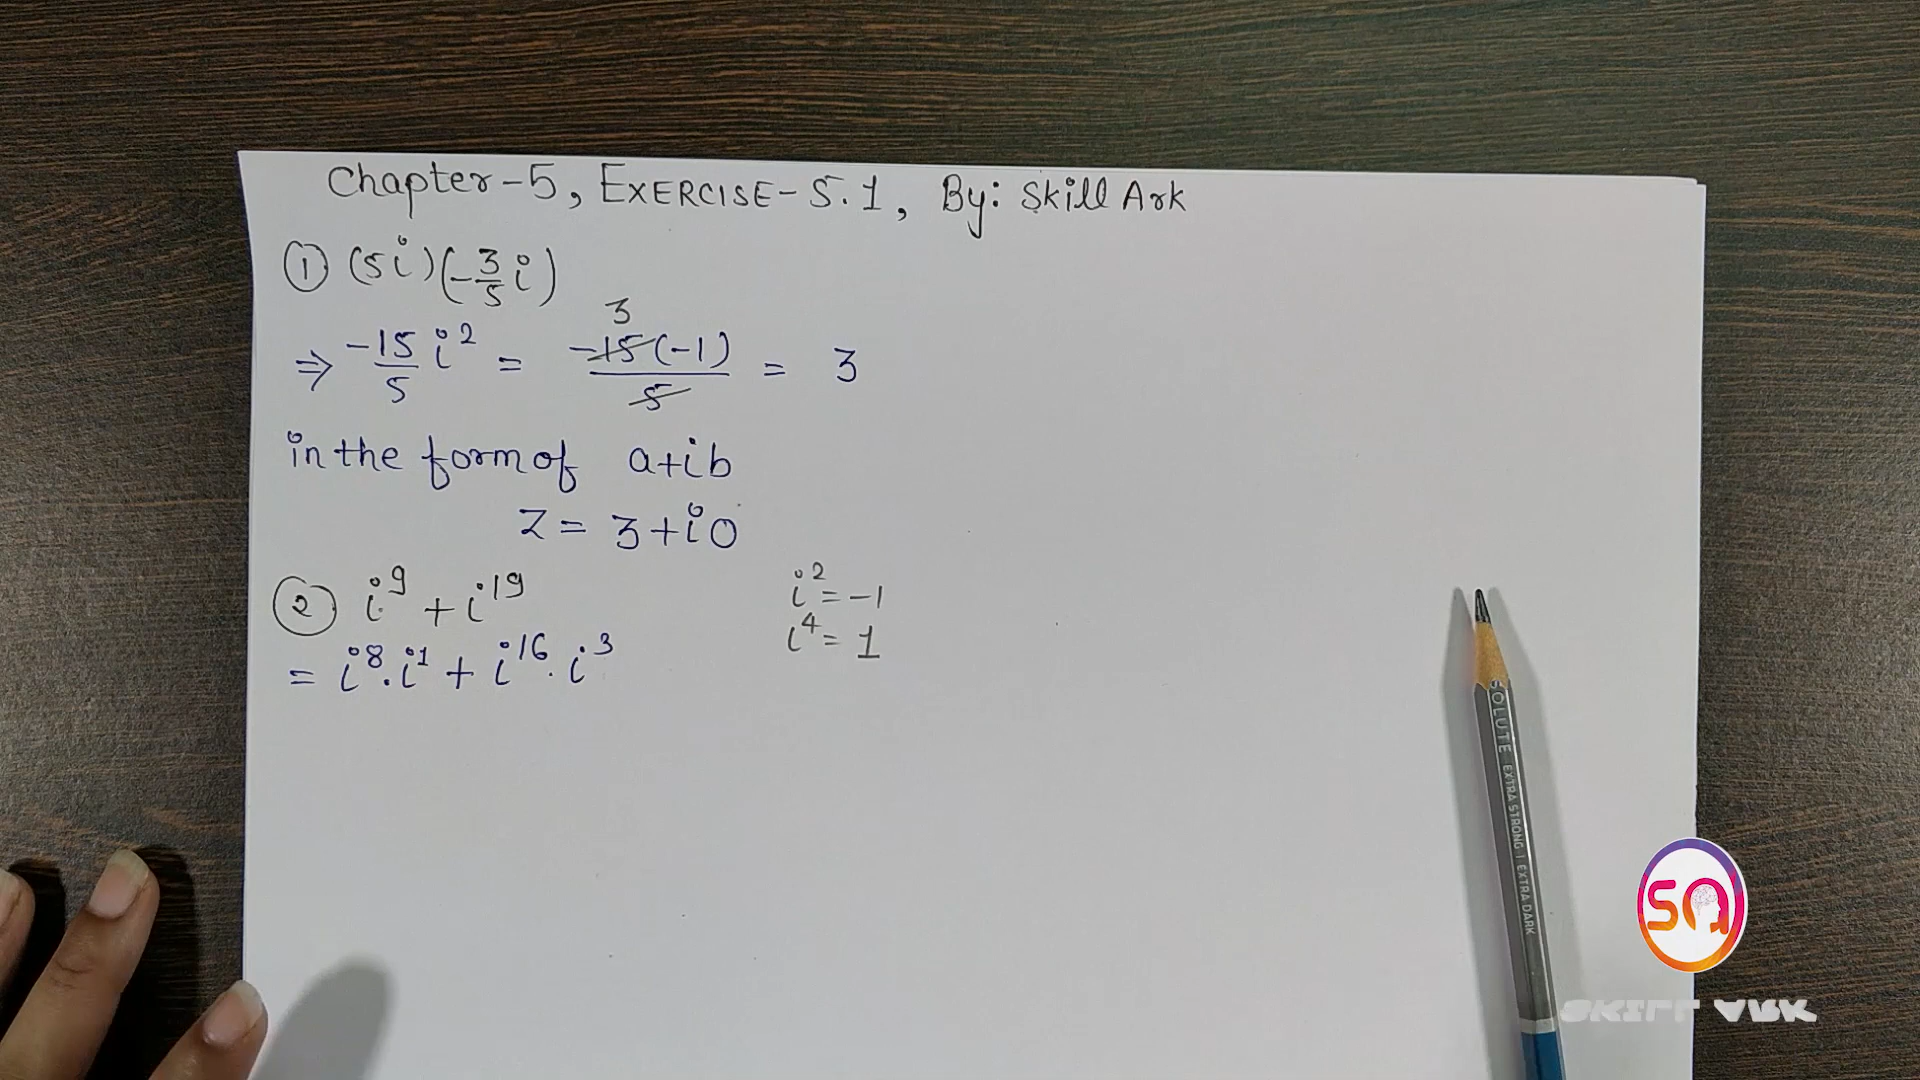 Chapter-5, EXERCISE-5.1, By: Skill Ark
① (5i)(-3/5 i)
⇒ -15/5 i² = -15(-1)/5 = 3
3
in the form of a+ib
Z = 3+i0
② i⁹ + i¹⁹
= i⁸.i¹ + i¹⁶.i³
i² = -1
i⁴ = 1
SOLUTE EXTRA STRONG | EXTRA DARK
SA
SKILL ARK